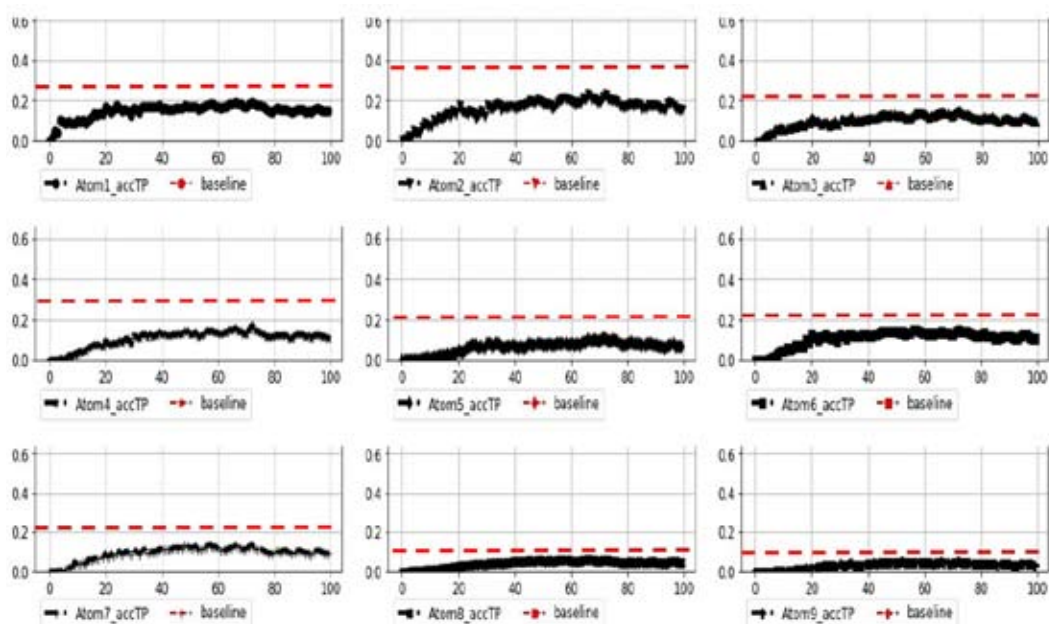 0.6 0.6 0.6
0.4 0.4 0.4
0.2 0.2 0.2
0.0 0.0 0.0
0 20 40 60 80 100 0 20 40 60 80 100 0 20 40 60 80 100
Atom1_accTP baseline Atom2_accTP baseline Atom3_accTP baseline
0.6 0.6 0.6
0.4 0.4 0.4
0.2 0.2 0.2
0.0 0.0 0.0
0 20 40 60 80 100 0 20 40 60 80 100 0 20 40 60 80 100
Atom4_accTP baseline Atom5_accTP baseline Atom6_accTP baseline
0.6 0.6 0.6
0.4 0.4 0.4
0.2 0.2 0.2
0.0 0.0 0.0
0 20 40 60 80 100 0 20 40 60 80 100 0 20 40 60 80 100
Atom7_accTP baseline Atom8_accTP baseline Atom9_accTP baseline